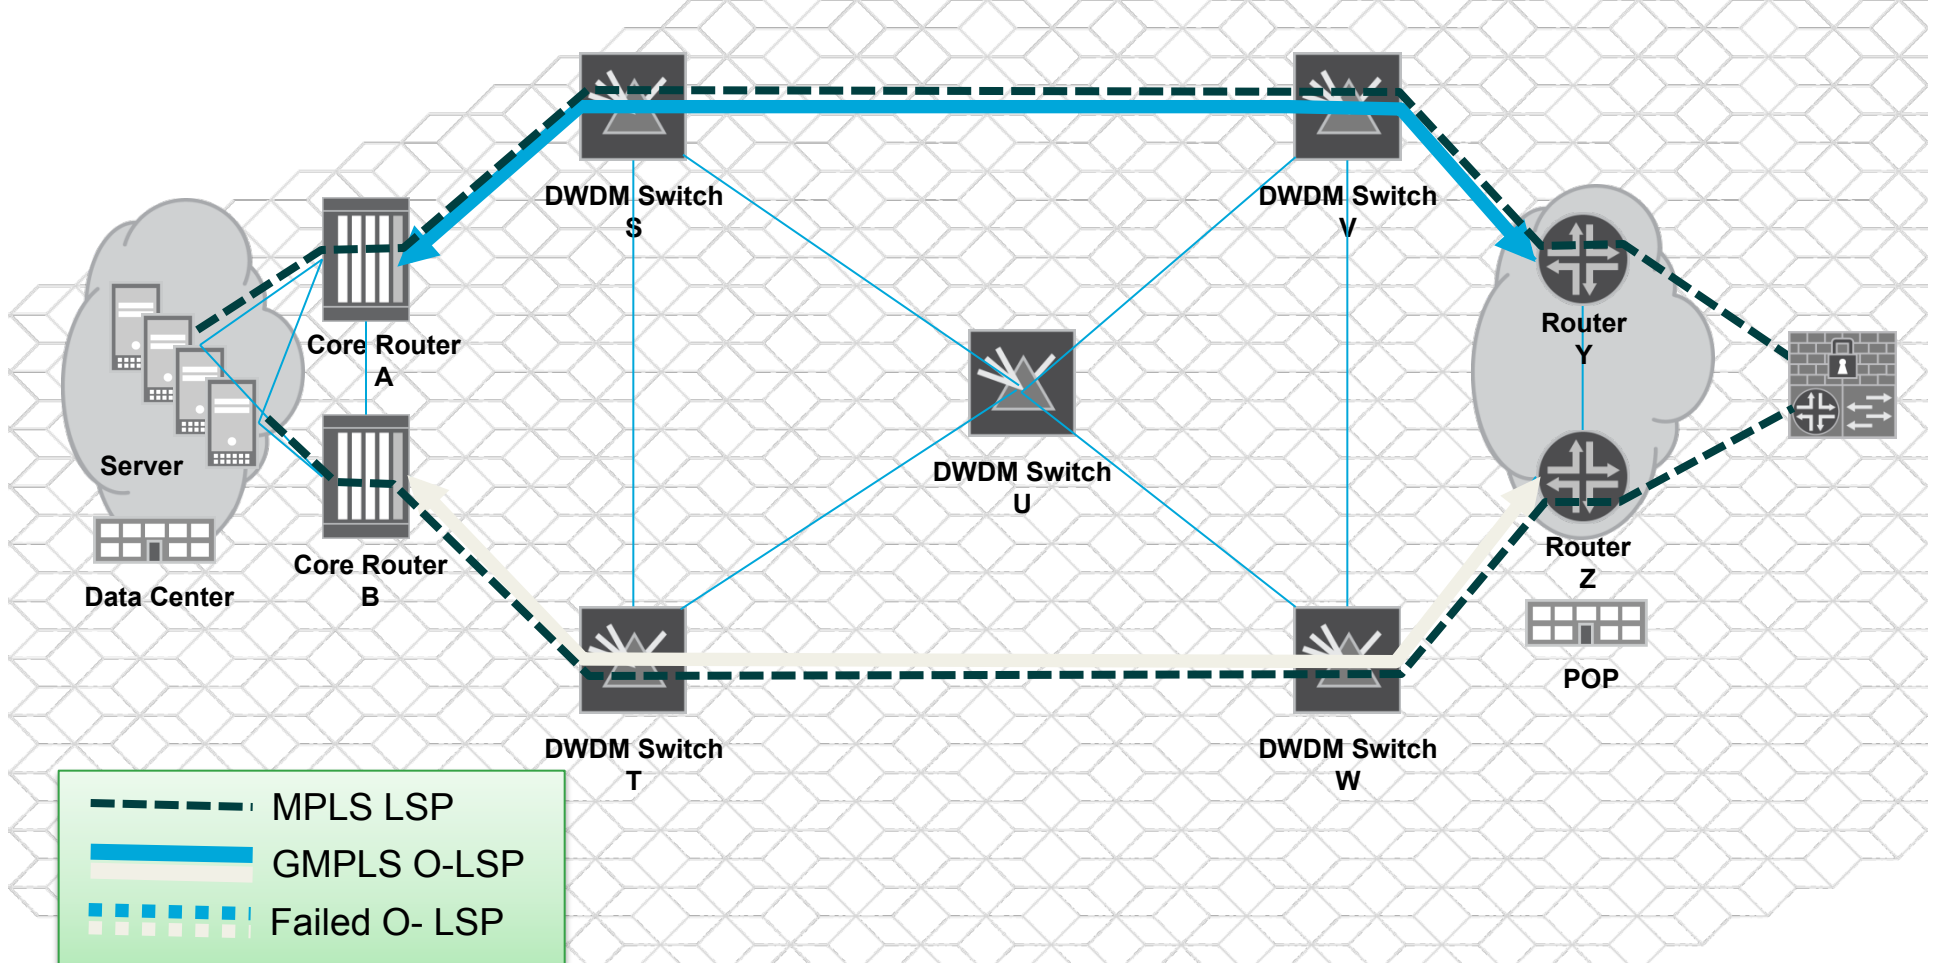 DWDM Switch
S
DWDM Switch
V
Core Router
A
Router
Y
Server
DWDM Switch
U
Core Router
B
Data Center
Router
Z
POP
DWDM Switch
T
DWDM Switch
W
MPLS LSP
GMPLS O-LSP
Failed O- LSP